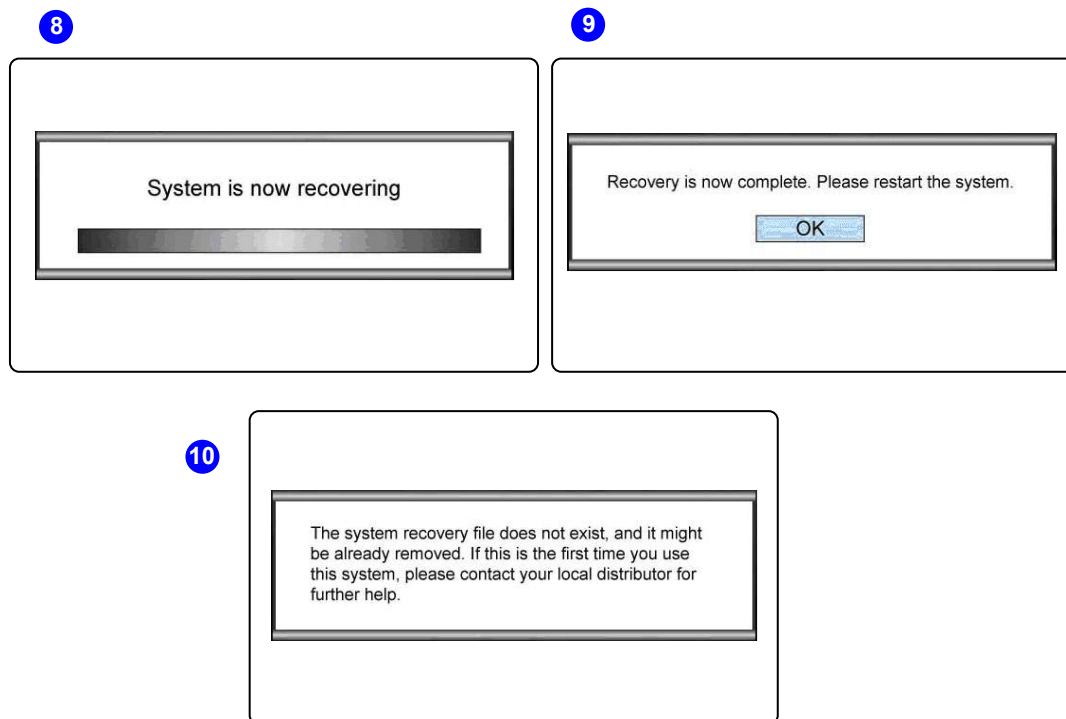 8
System is now recovering
9
Recovery is now complete. Please restart the system.
OK
10
The system recovery file does not exist, and it might
be already removed. If this is the first time you use
this system, please contact your local distributor for
further help.